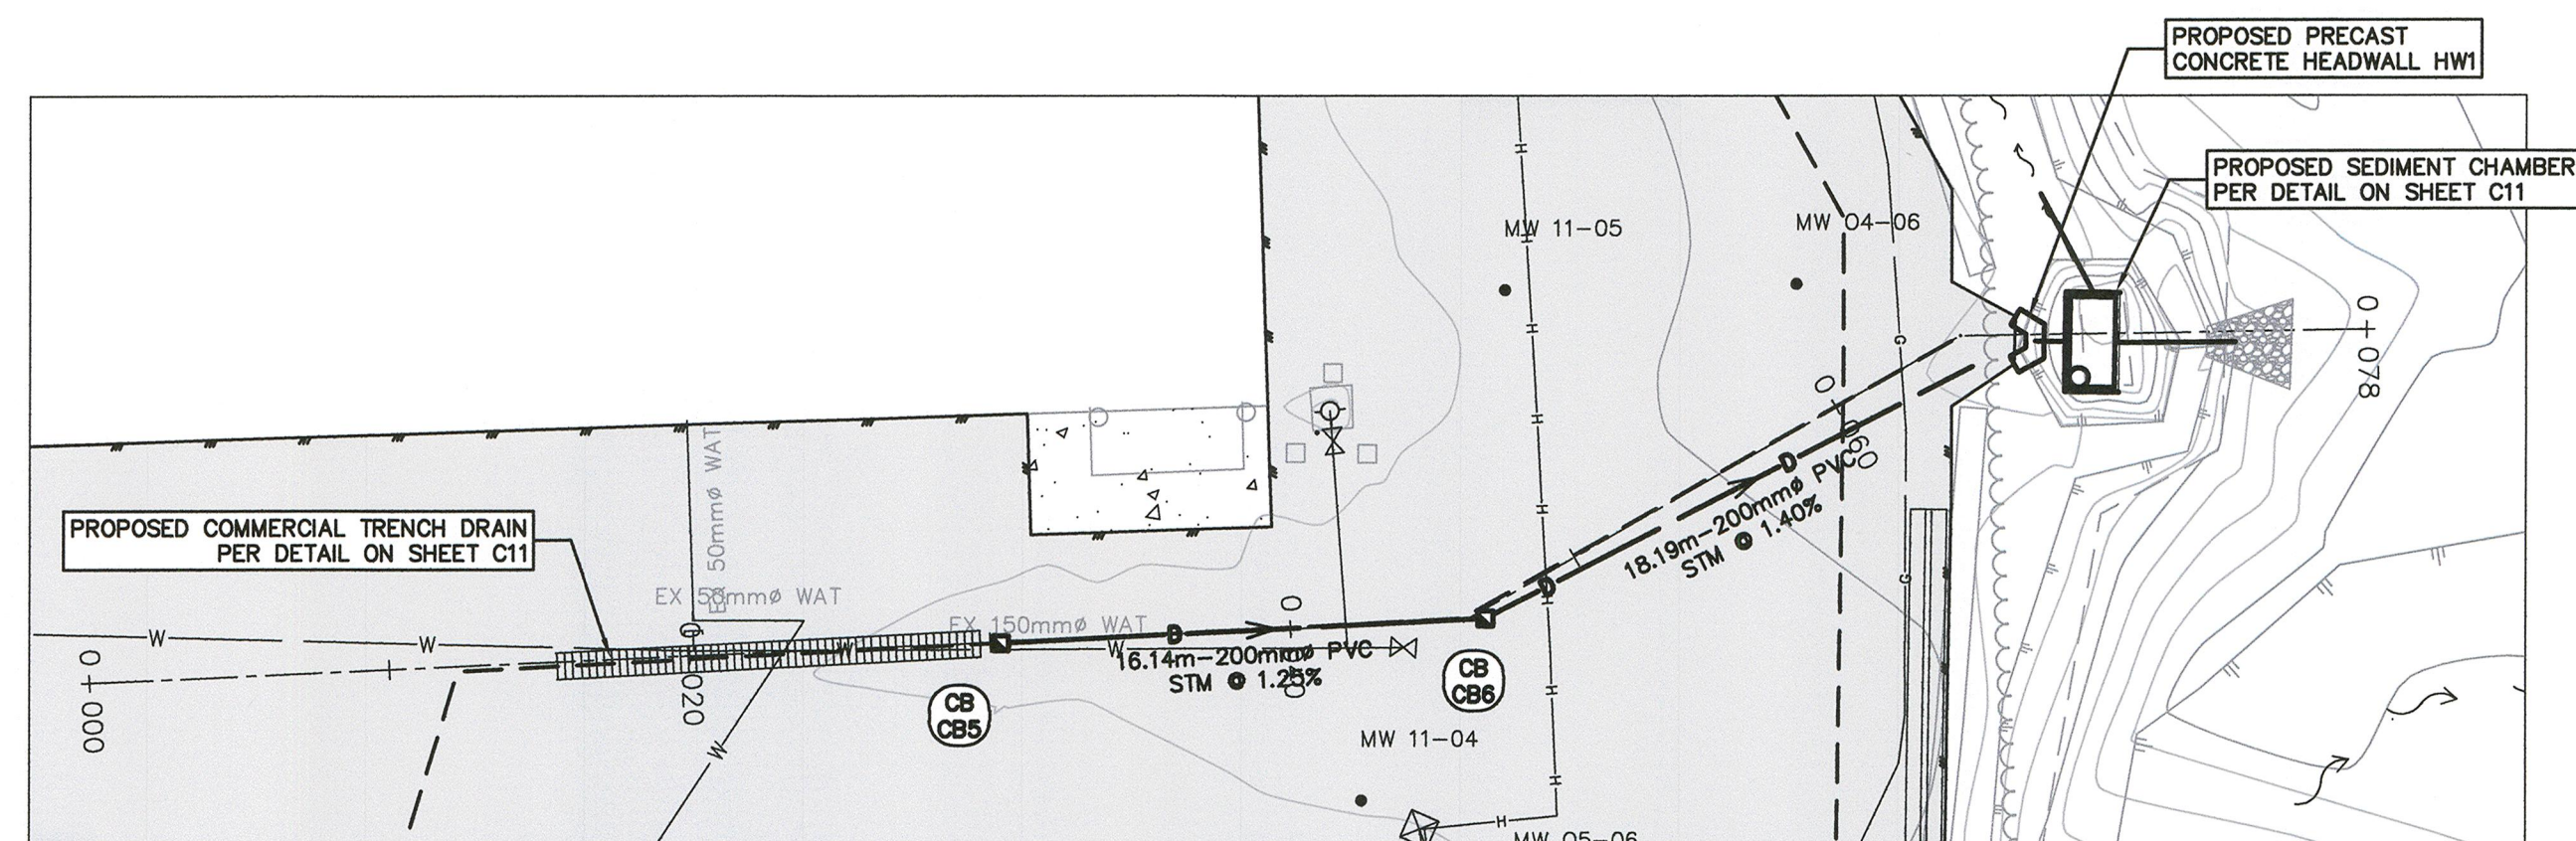 PROPOSED PRECAST
CONCRETE HEADWALL HW1
PROPOSED SEDIMENT CHAMBER
PER DETAIL ON SHEET C11
MW 11-05
MW 04-06
0+078
PROPOSED COMMERCIAL TRENCH DRAIN
PER DETAIL ON SHEET C11
EX 50mmø WAT
EX 50mmø WAT
EX 150mmø WAT
0+000
0+020
W
W
W
W
W
D
16.14m-200mmø PVC
STM @ 1.25%
0+040
CB
CB5
CB
CB6
D
D
18.19m-200mmø PVC
STM @ 1.40%
0+060
H
H
H
H
H
H
H
H
H
G
G
MW 11-04
MW 05-06